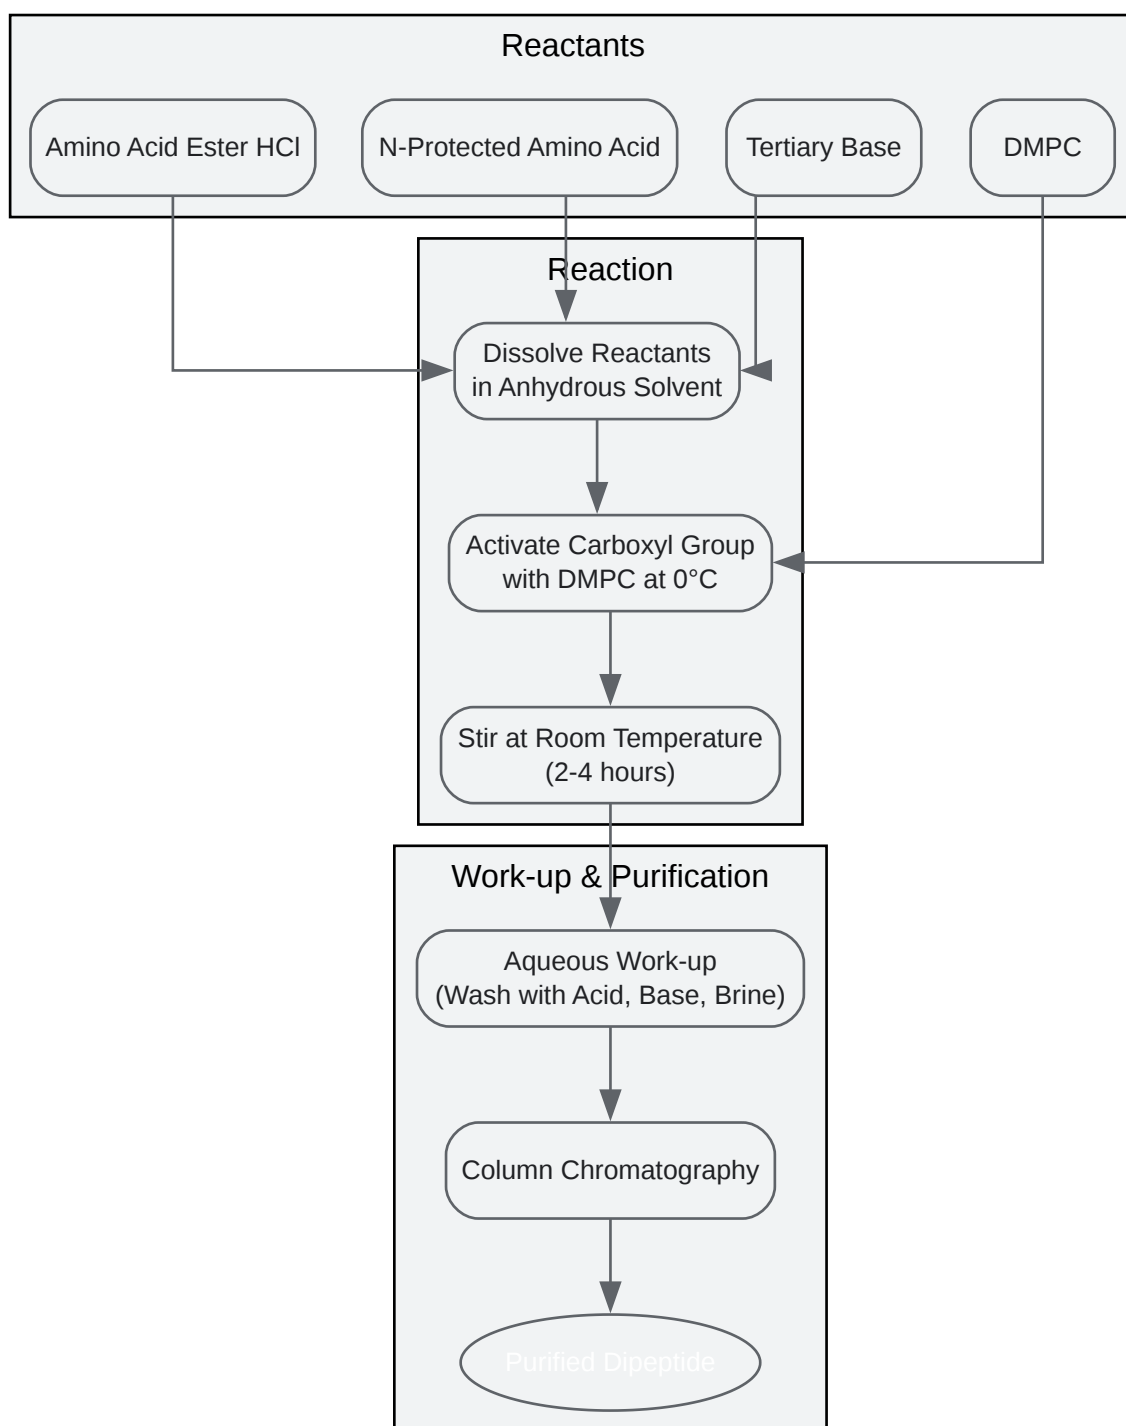 Reactants
Amino Acid Ester HCl
N-Protected Amino Acid
Tertiary Base
DMPC
Reaction
Dissolve Reactants
in Anhydrous Solvent
Activate Carboxyl Group
with DMPC at 0°C
Stir at Room Temperature
(2-4 hours)
Work-up & Purification
Aqueous Work-up
(Wash with Acid, Base, Brine)
Column Chromatography
Purified Dipeptide